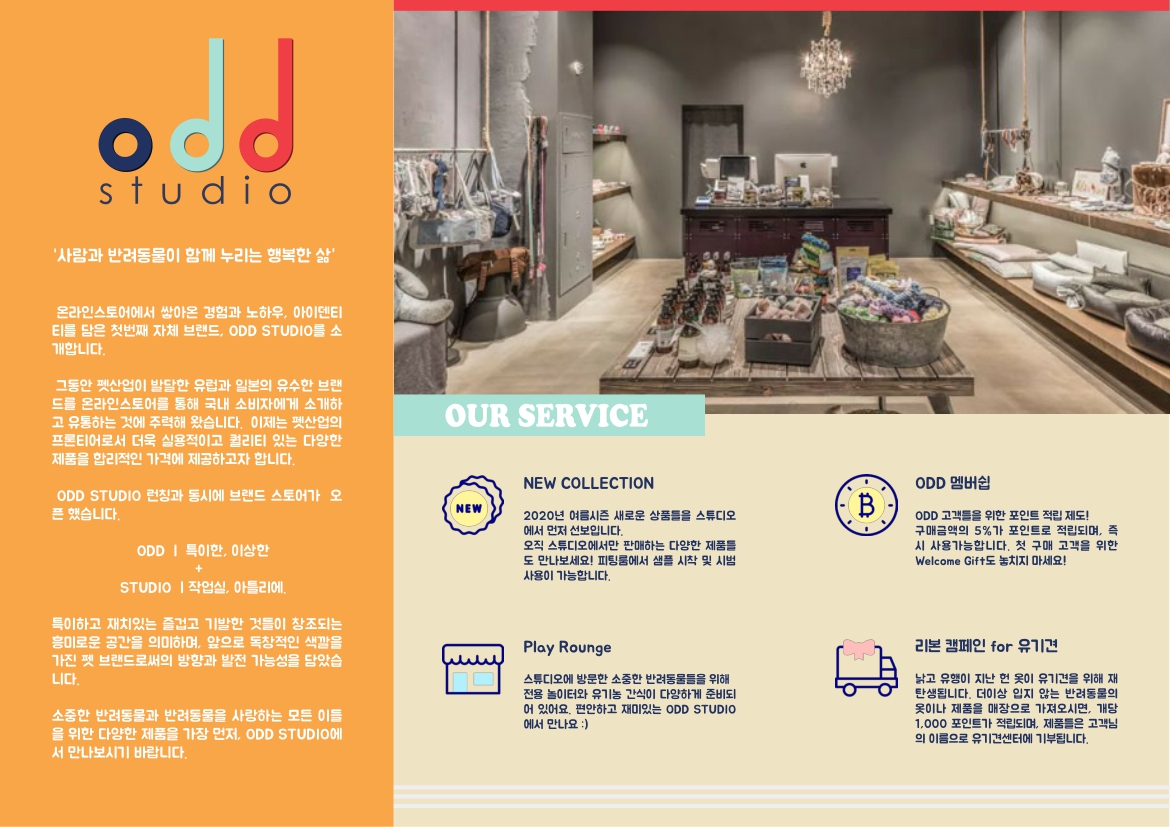 odd
studio
'사람과 반려동물이 함께 누리는 행복한 삶'
온라인스토어에서 쌓아온 경험과 노하우, 아이덴티
티를 담은 첫번째 자체 브랜드, ODD STUDIO를 소
개합니다.
그동안 펫산업이 발달한 유럽과 일본의 유수한 브랜
드를 온라인스토어를 통해 국내 소비자에게 소개하
고 유통하는 것에 주력해 왔습니다. 이제는 펫산업의
프론티어로서 더욱 실용적이고 퀄리티 있는 다양한
제품을 합리적인 가격에 제공하고자 합니다.
ODD STUDIO 런칭과 동시에 브랜드 스토어가 오
픈 했습니다.
ODD ㅣ 특이한, 이상한
+
STUDIO ㅣ작업실, 아틀리에.
특이하고 재치있는 즐겁고 기발한 것들이 창조되는
흥미로운 공간을 의미하며, 앞으로 독창적인 색깔을
가진 펫 브랜드로써의 방향과 발전 가능성을 담았습
니다.
소중한 반려동물과 반려동물을 사랑하는 모든 이들
을 위한 다양한 제품을 가장 먼저, ODD STUDIO에
서 만나보시기 바랍니다.
OUR SERVICE
NEW
NEW COLLECTION
2020년 여름시즌 새로운 상품들을 스튜디오
에서 먼저 선보입니다.
오직 스튜디오에서만 판매하는 다양한 제품들
도 만나보세요! 피팅룸에서 샘플 시착 및 시범
사용이 가능합니다.
ODD 멤버쉽
ODD 고객들을 위한 포인트 적립 제도!
구매금액의 5%가 포인트로 적립되며, 즉
시 사용가능합니다. 첫 구매 고객을 위한
Welcome Gift도 놓치지 마세요!
Play Rounge
스튜디오에 방문한 소중한 반려동물들을 위해
전용 놀이터와 유기농 간식이 다양하게 준비되
어 있어요. 편안하고 재미있는 ODD STUDIO
에서 만나요 :)
리본 캠페인 for 유기견
낡고 유행이 지난 헌 옷이 유기견을 위해 재
탄생됩니다. 더이상 입지 않는 반려동물의
옷이나 제품을 매장으로 가져오시면, 개당
1,000 포인트가 적립되며, 제품들은 고객님
의 이름으로 유기견센터에 기부됩니다.